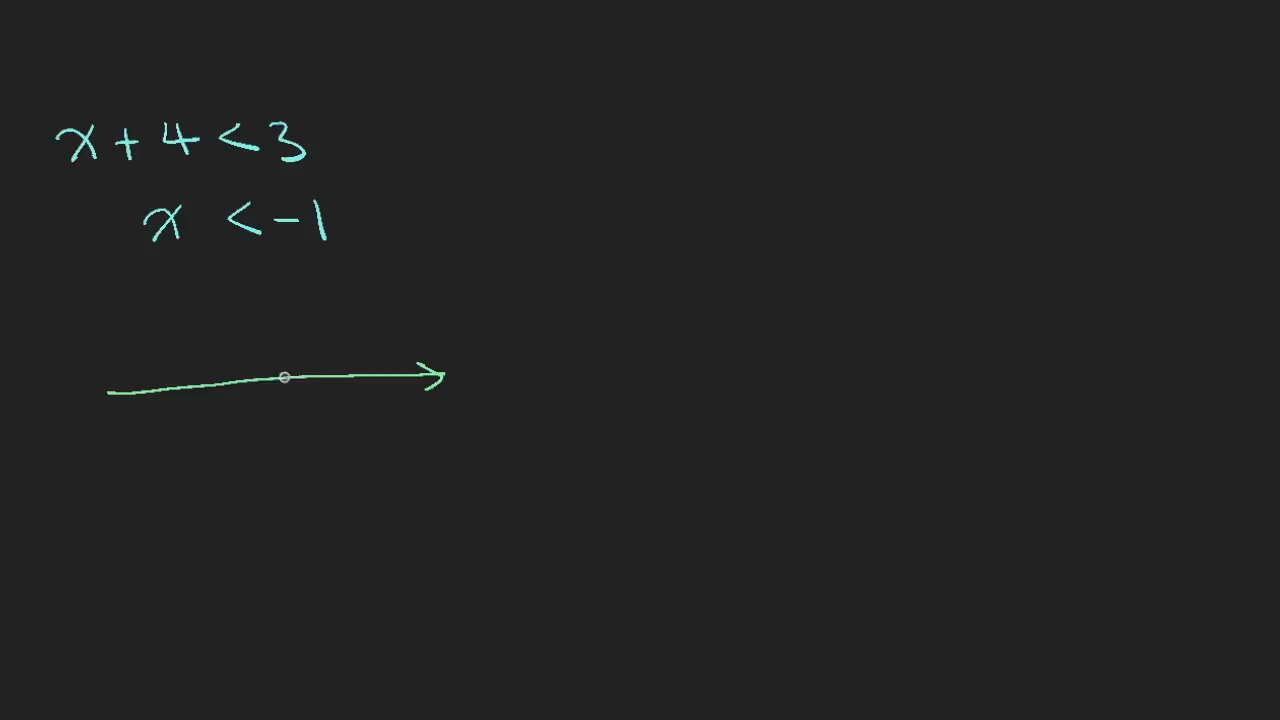 x + 4 < 3
x < -1